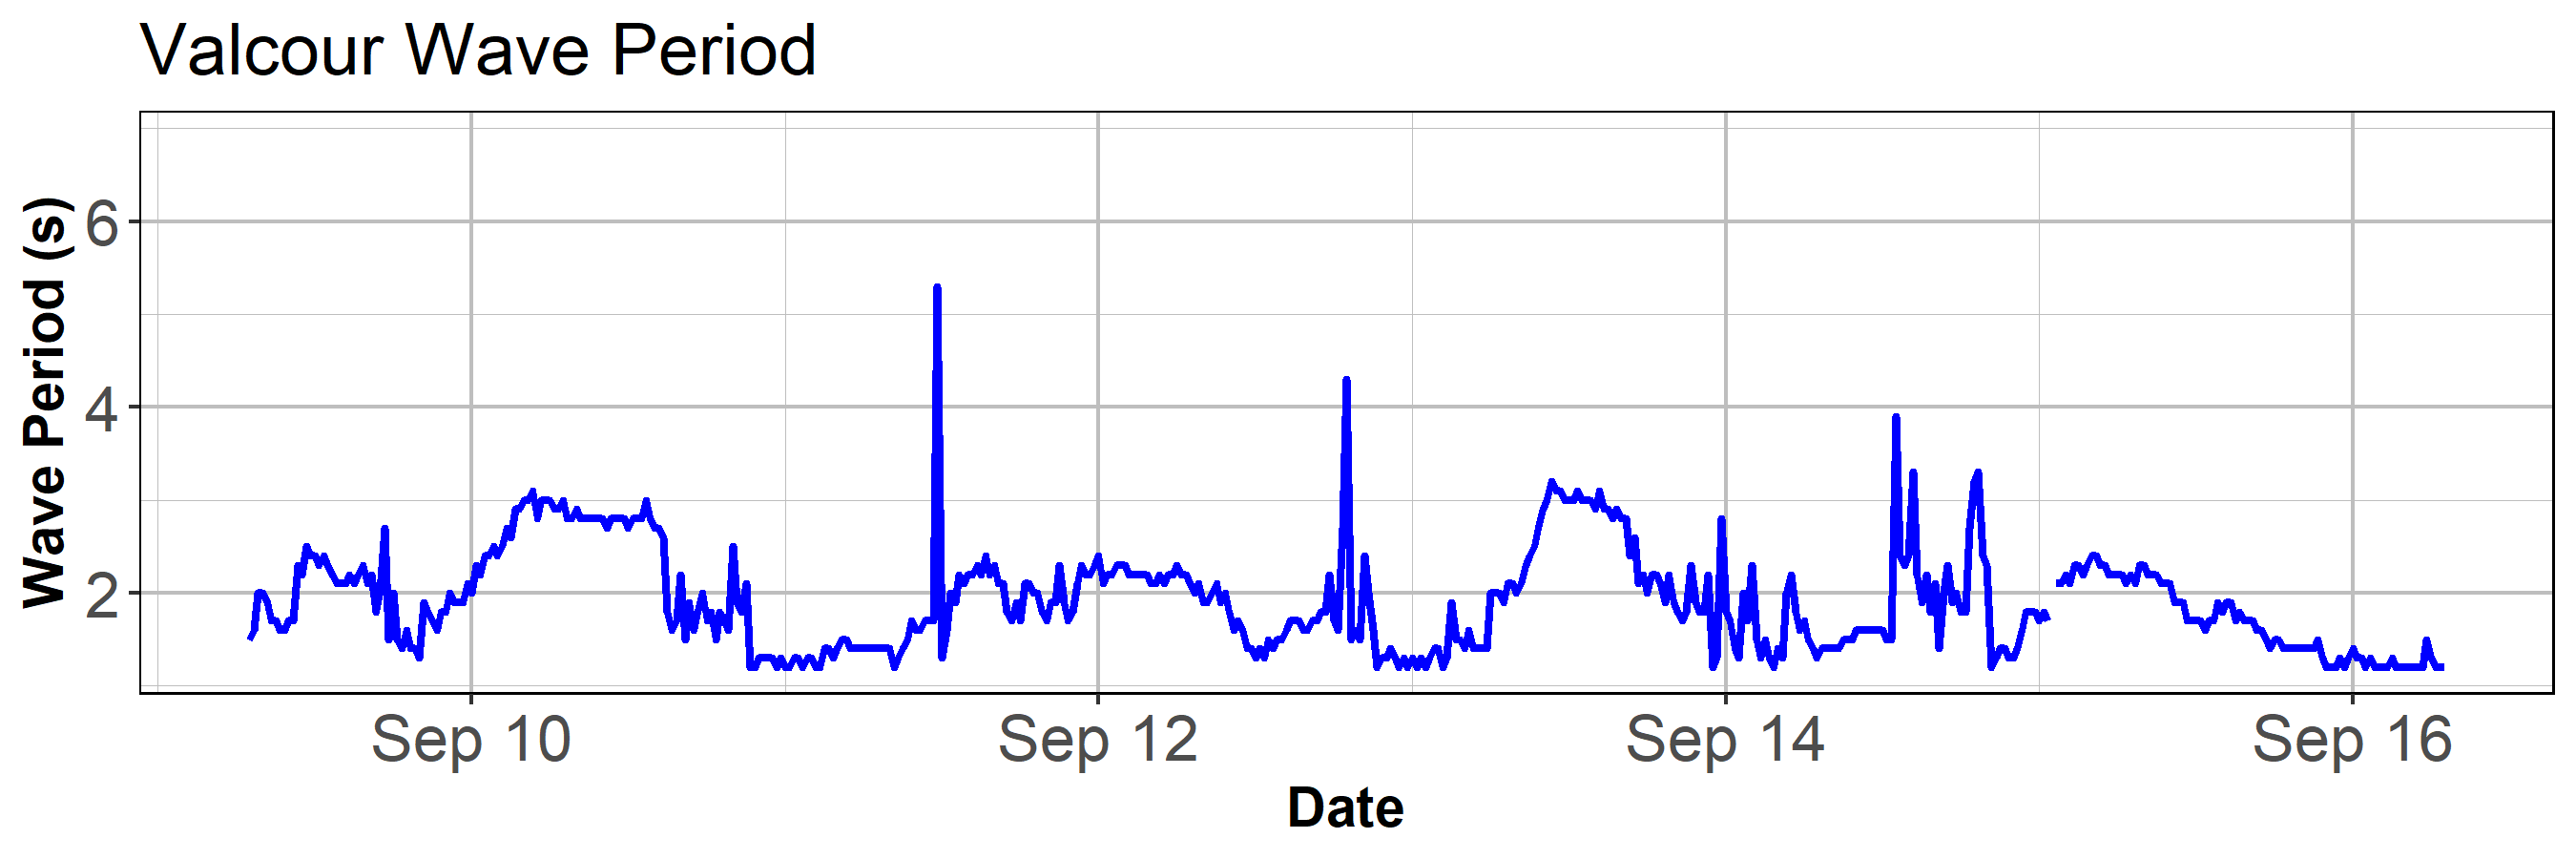 Valcour Wave Period
Wave Period (s)
6
4
2
Sep 10 Sep 12 Sep 14 Sep 16
Date